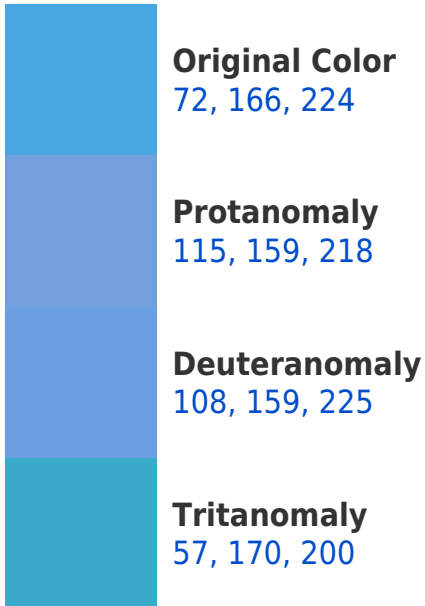 Original Color
72, 166, 224
Protanomaly
115, 159, 218
Deuteranomaly
108, 159, 225
Tritanomaly
57, 170, 200